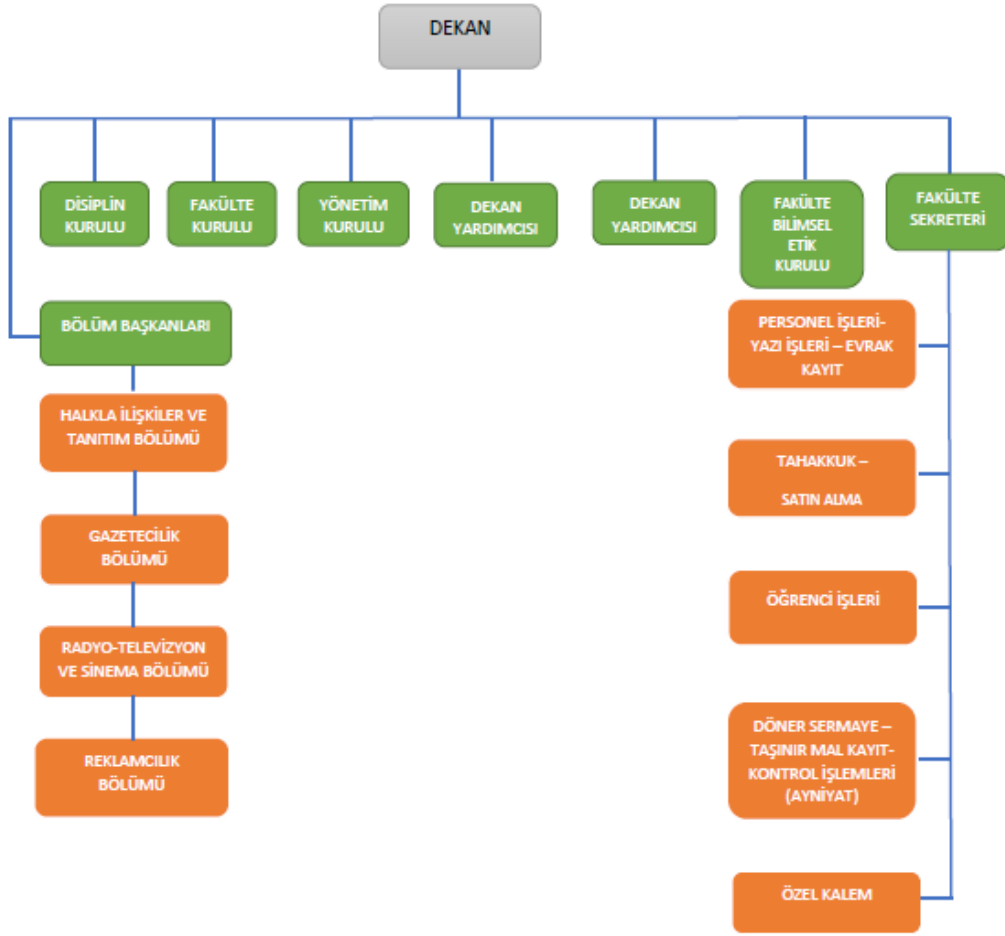 DEKAN
DİSİPLİN
KURULU
FAKÜLTE
KURULU
YÖNETİM
KURULU
DEKAN
YARDIMCISI
DEKAN
YARDIMCISI
FAKÜLTE
BİLİMSEL
ETİK
KURULU
FAKÜLTE
SEKRETERİ
BÖLÜM BAŞKANLARI
HALKLA İLİŞKİLER VE
TANITIM BÖLÜMÜ
GAZETECİLİK
BÖLÜMÜ
RADYO-TELEVİZYON
VE SİNEMA BÖLÜMÜ
REKLAMCILIK
BÖLÜMÜ
PERSONEL İŞLERİ-
YAZI İŞLERİ – EVRAK
KAYIT
TAHAKKUK –
SATIN ALMA
ÖĞRENCİ İŞLERİ
DÖNER SERMAYE –
TAŞINIR MAL KAYIT-
KONTROL İŞLEMLERİ
(AYNİYAT)
ÖZEL KALEM